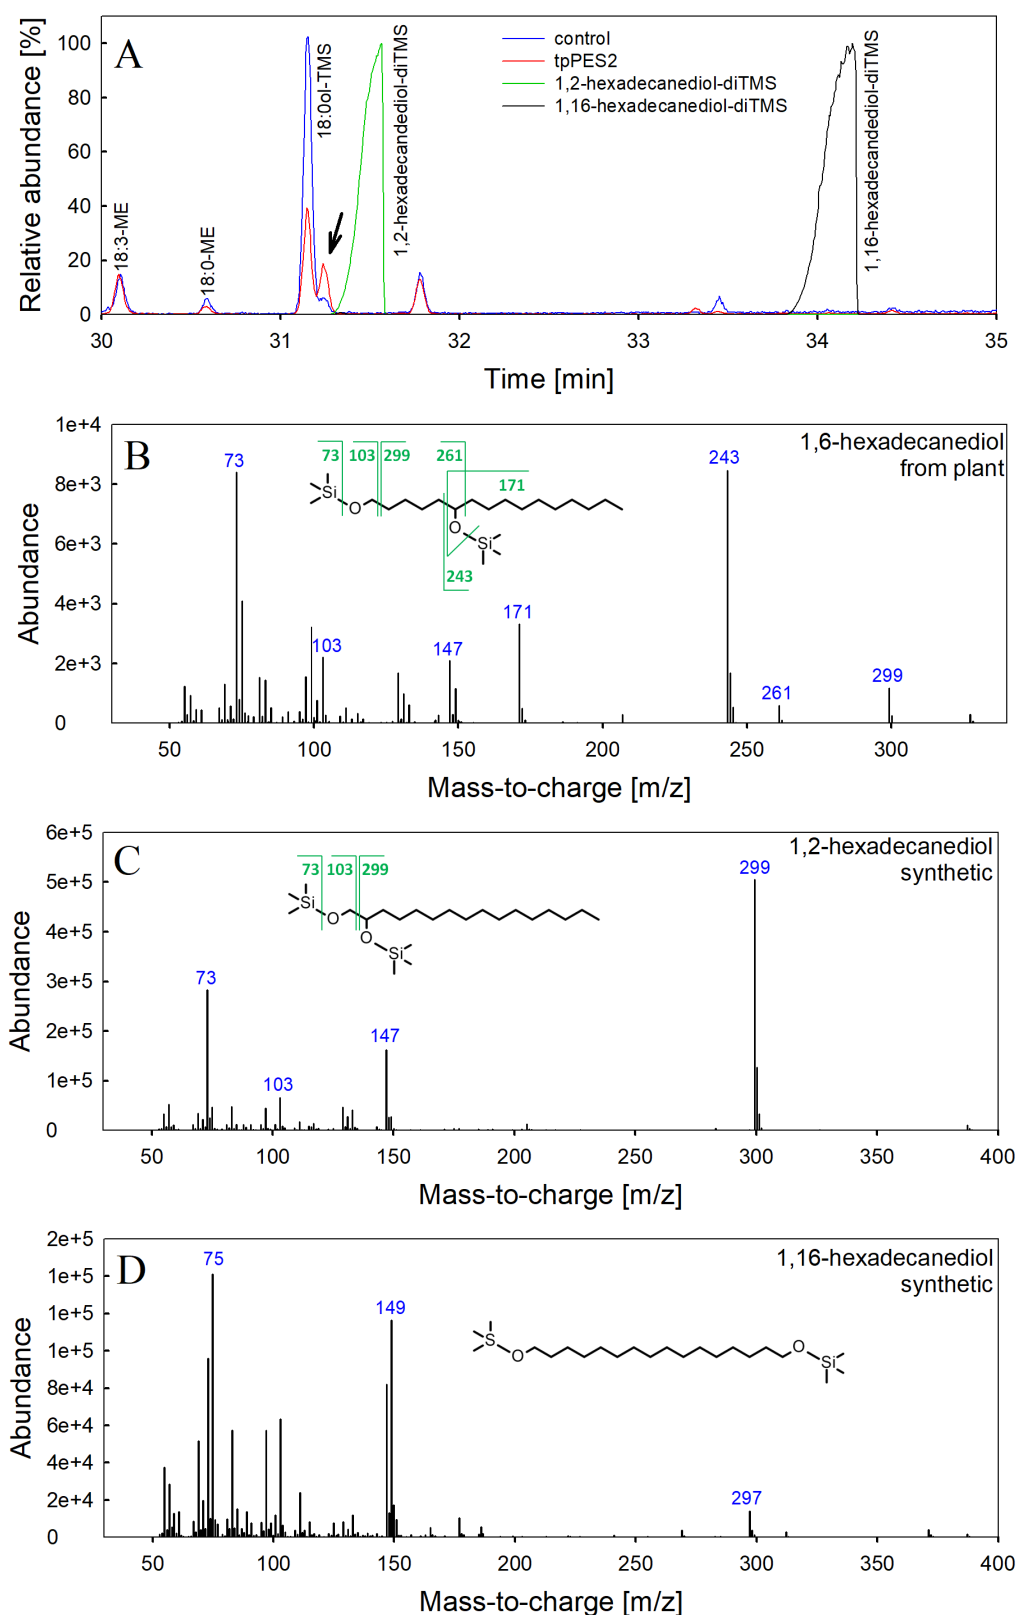 A
control
tpPES2
1,2-hexadecanediol-diTMS
1,16-hexadecanediol-diTMS
18:3-ME
18:0-ME
18:0ol-TMS
1,2-hexadecandediol-diTMS
1,16-hexadecandediol-diTMS
Relative abundance [%]
100
80
60
40
20
0
30 31 32 33 34 35
Time [min]
B
1,6-hexadecanediol
from plant
Abundance
1e+4
8e+3
6e+3
4e+3
2e+3
0
73 103 147 171 243 261 299
73 103 299 261
171
243
Si
O
O
Si
50 100 150 200 250 300
Mass-to-charge [m/z]
C
1,2-hexadecanediol
synthetic
Abundance
6e+5
5e+5
4e+5
3e+5
2e+5
1e+5
0
73 103 147 299
73 103 299
Si
O
O
Si
50 100 150 200 250 300 350 400
Mass-to-charge [m/z]
D
1,16-hexadecanediol
synthetic
Abundance
2e+5
1e+5
1e+5
1e+5
8e+4
6e+4
4e+4
2e+4
0
75 149 297
S
O
O
Si
50 100 150 200 250 300 350 400
Mass-to-charge [m/z]